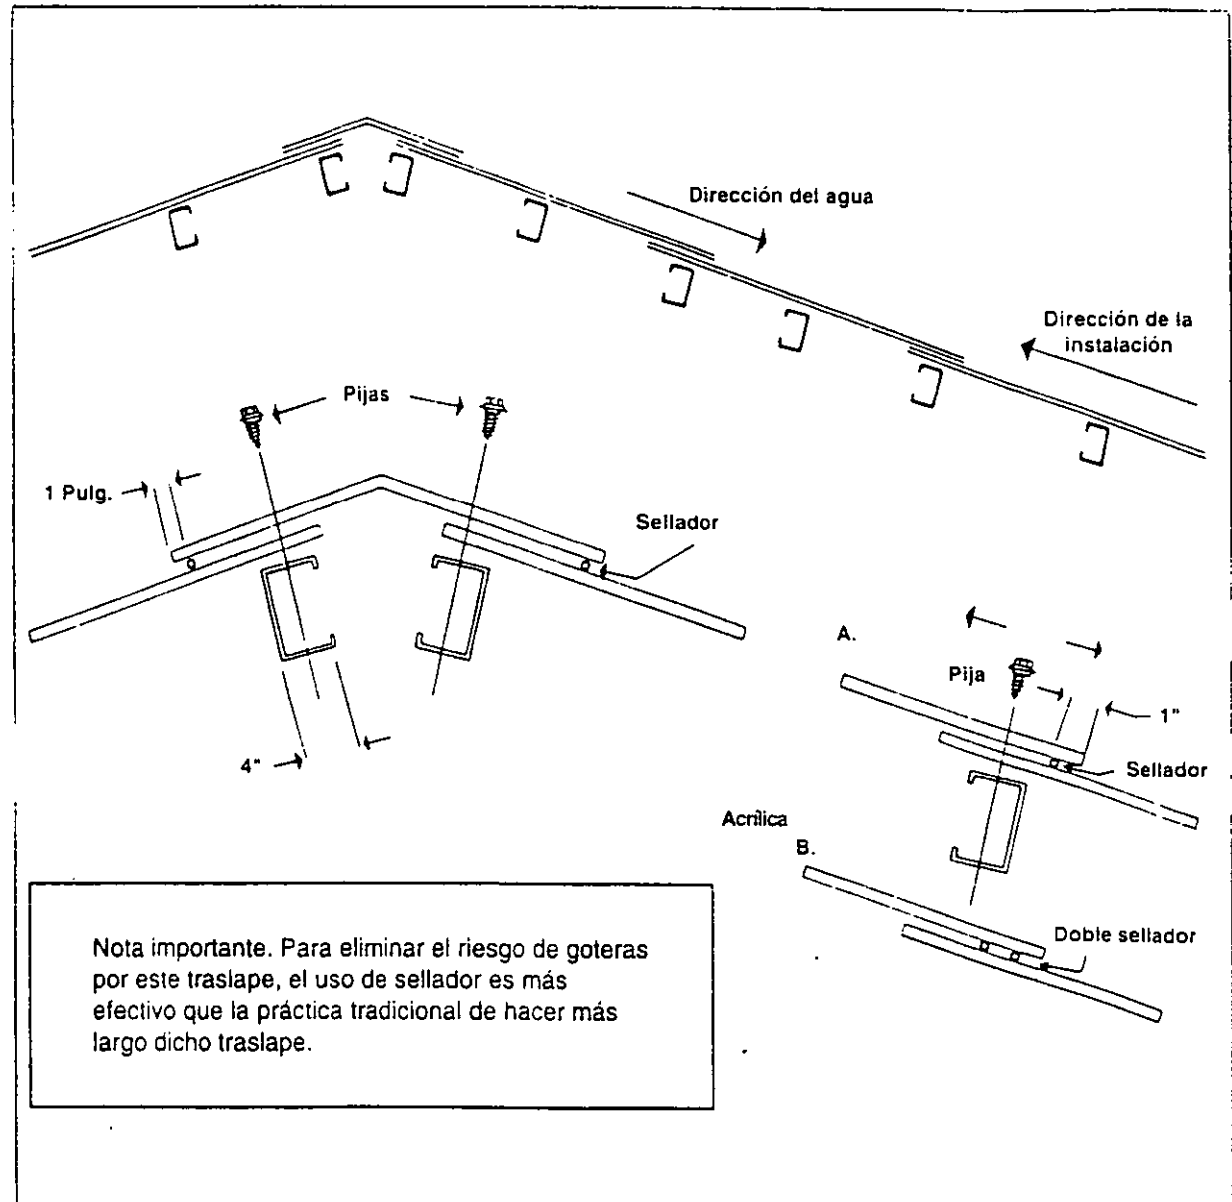 Dirección del agua
Dirección de la
instalación
Pijas
1 Pulg.
Sellador
A.
Pija
1"
4"
Sellador
Acrílica
B.
Doble sellador
Nota importante. Para eliminar el riesgo de goteras
por este traslape, el uso de sellador es más
efectivo que la práctica tradicional de hacer más
largo dicho traslape.